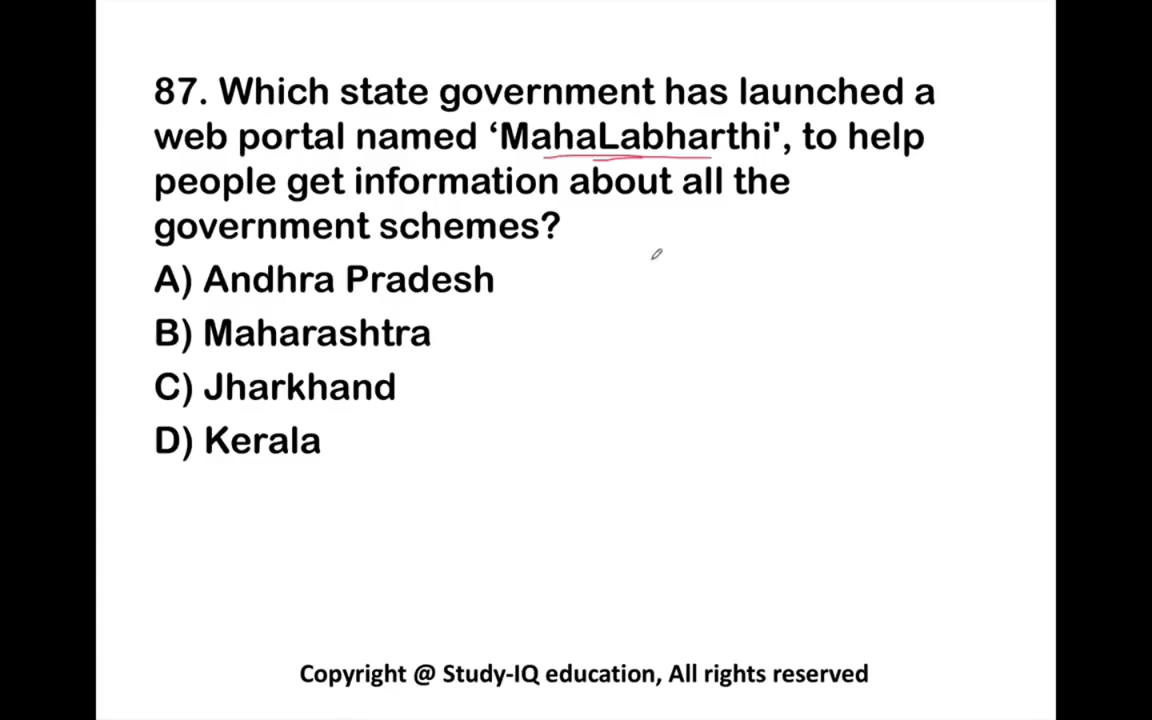 87. Which state government has launched a
web portal named ‘MahaLabharthi', to help
people get information about all the
government schemes?
A) Andhra Pradesh
B) Maharashtra
C) Jharkhand
D) Kerala
Copyright @ Study-IQ education, All rights reserved